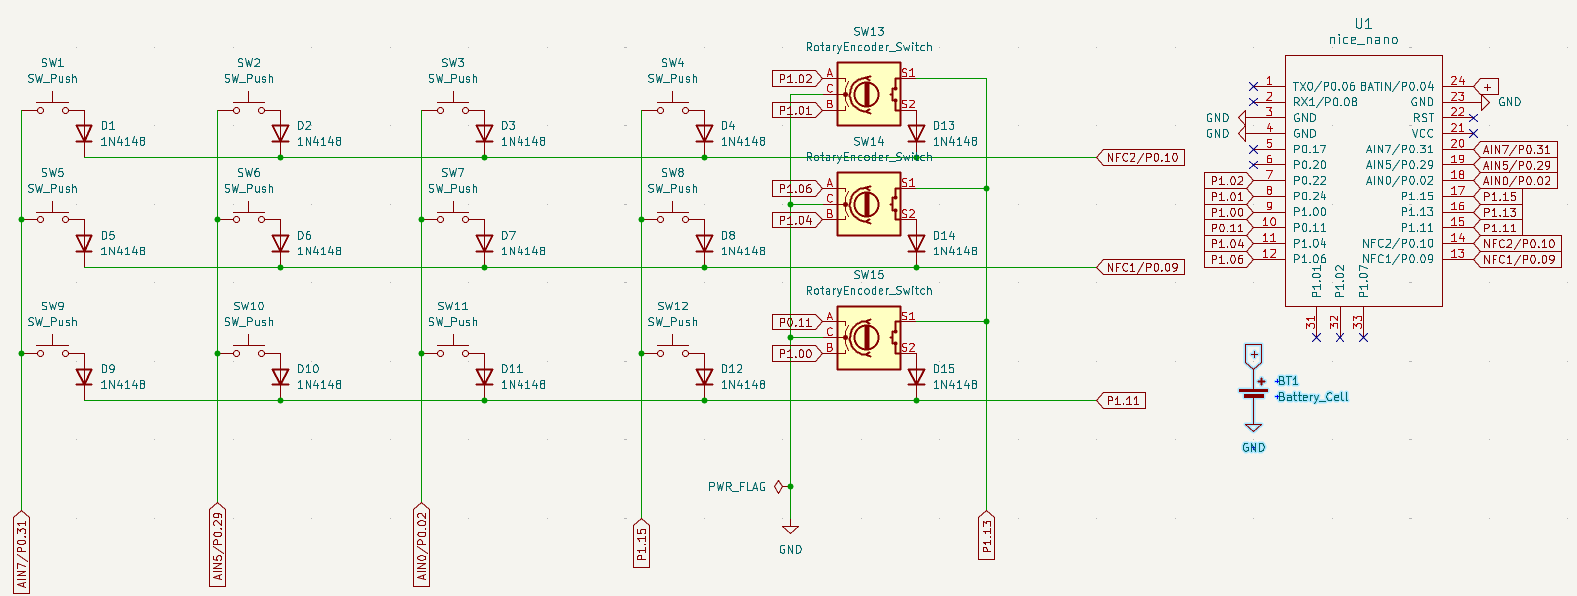 SW1
SW_Push
D1
1N4148
SW2
SW_Push
D2
1N4148
SW3
SW_Push
D3
1N4148
SW4
SW_Push
D4
1N4148
SW13
RotaryEncoder_Switch
P1.02
A
C
P1.01
B
S1
S2
D13
1N4148
NFC2/P0.10
SW5
SW_Push
D5
1N4148
SW6
SW_Push
D6
1N4148
SW7
SW_Push
D7
1N4148
SW8
SW_Push
D8
1N4148
SW14
RotaryEncoder_Switch
P1.06
A
C
P1.04
B
S1
S2
D14
1N4148
NFC1/P0.09
SW9
SW_Push
D9
1N4148
SW10
SW_Push
D10
1N4148
SW11
SW_Push
D11
1N4148
SW12
SW_Push
D12
1N4148
SW15
RotaryEncoder_Switch
P0.11
A
C
P1.00
B
S1
S2
D15
1N4148
P1.11
PWR_FLAG
GND
AIN7/P0.31
AIN5/P0.29
AIN0/P0.02
P1.15
P1.13
U1
nice_nano
1 TX0/P0.06 BATIN/P0.04 24 +
2 RX1/P0.08 GND 23 GND
GND 3 GND RST 22
GND 4 GND VCC 21
5 P0.17 AIN7/P0.31 20 AIN7/P0.31
6 P0.20 AIN5/P0.29 19 AIN5/P0.29
P1.02 7 P0.22 AIN0/P0.02 18 AIN0/P0.02
P1.01 8 P0.24 P1.15 17 P1.15
P1.00 9 P1.00 P1.13 16 P1.13
P0.11 10 P0.11 P1.11 15 P1.11
P1.04 11 P1.04 NFC2/P0.10 14 NFC2/P0.10
P1.06 12 P1.06 NFC1/P0.09 13 NFC1/P0.09
P1.01 P1.02 P1.07
31 32 33
+
+ BT1
Battery_Cell
GND